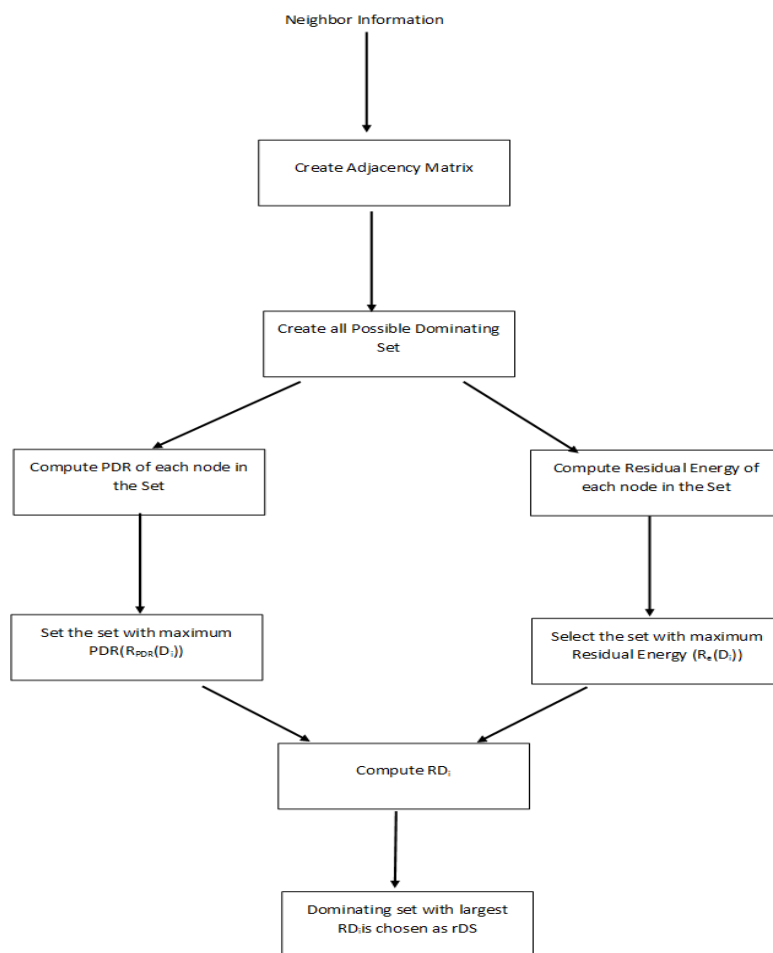 Neighbor Information
Create Adjacency Matrix
Create all Possible Dominating
Set
Compute PDR of each node in
the Set
Compute Residual Energy of
each node in the Set
Set the set with maximum
PDR(R_PDR(Dᵢ))
Select the set with maximum
Residual Energy (Rₑ(Dᵢ))
Compute RDᵢ
Dominating set with largest
RDᵢis chosen as rDS